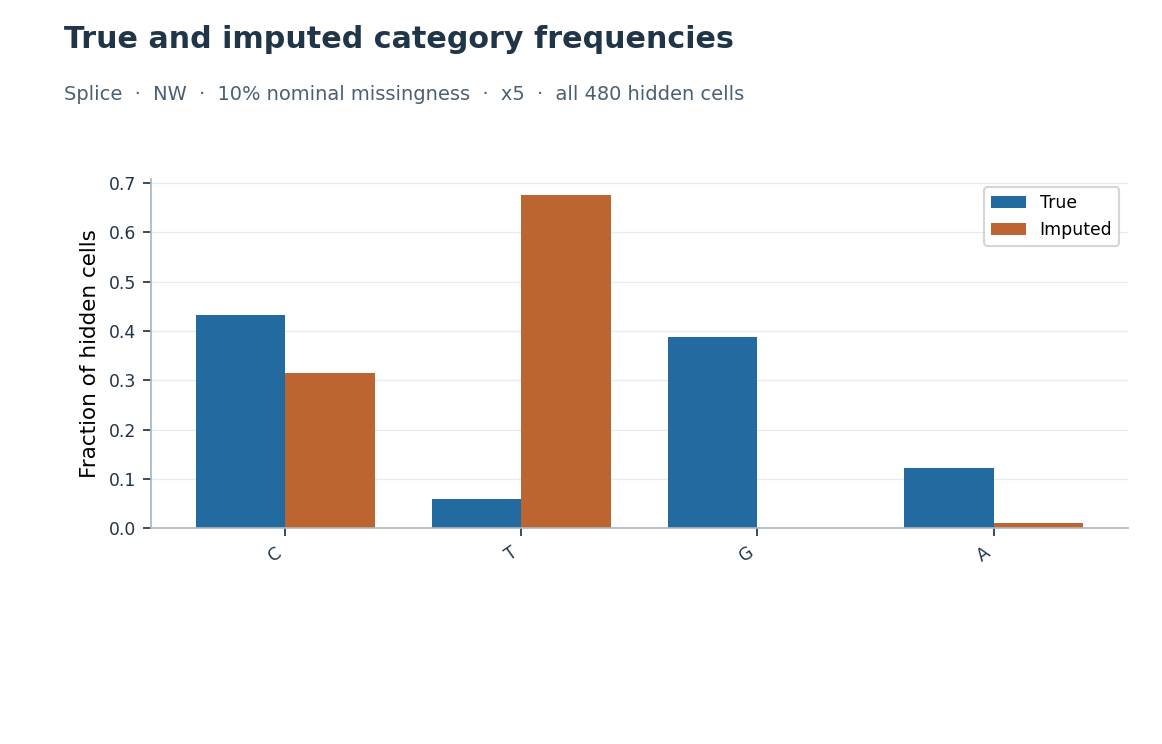 True and imputed category frequencies
Splice · NW · 10% nominal missingness · x5 · all 480 hidden cells
Fraction of hidden cells
0.7
0.6
0.5
0.4
0.3
0.2
0.1
0.0
True
Imputed
C
T
G
A